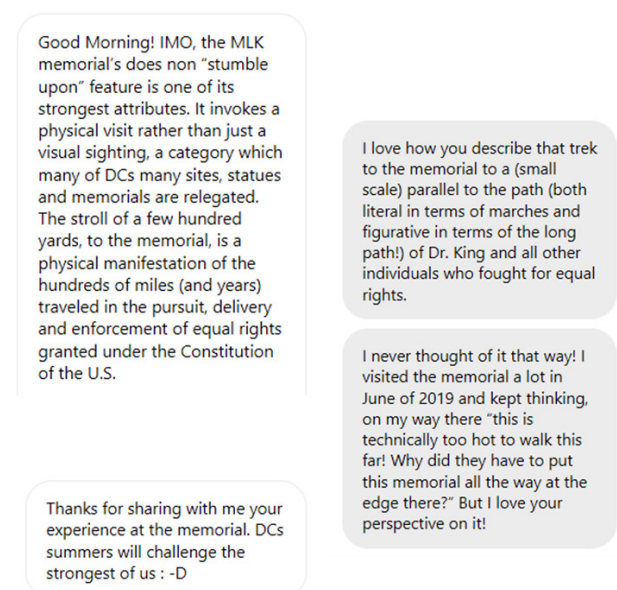 Good Morning! IMO, the MLK
memorial's does non “stumble
upon” feature is one of its
strongest attributes. It invokes a
physical visit rather than just a
visual sighting, a category which
many of DCs many sites, statues
and memorials are relegated.
The stroll of a few hundred
yards, to the memorial, is a
physical manifestation of the
hundreds of miles (and years)
traveled in the pursuit, delivery
and enforcement of equal rights
granted under the Constitution
of the U.S.
I love how you describe that trek
to the memorial to a (small
scale) parallel to the path (both
literal in terms of marches and
figurative in terms of the long
path!) of Dr. King and all other
individuals who fought for equal
rights.
I never thought of it that way! I
visited the memorial a lot in
June of 2019 and kept thinking,
on my way there “this is
technically too hot to walk this
far! Why did they have to put
this memorial all the way at the
edge there?” But I love your
perspective on it!
Thanks for sharing with me your
experience at the memorial. DCs
summers will challenge the
strongest of us : -D